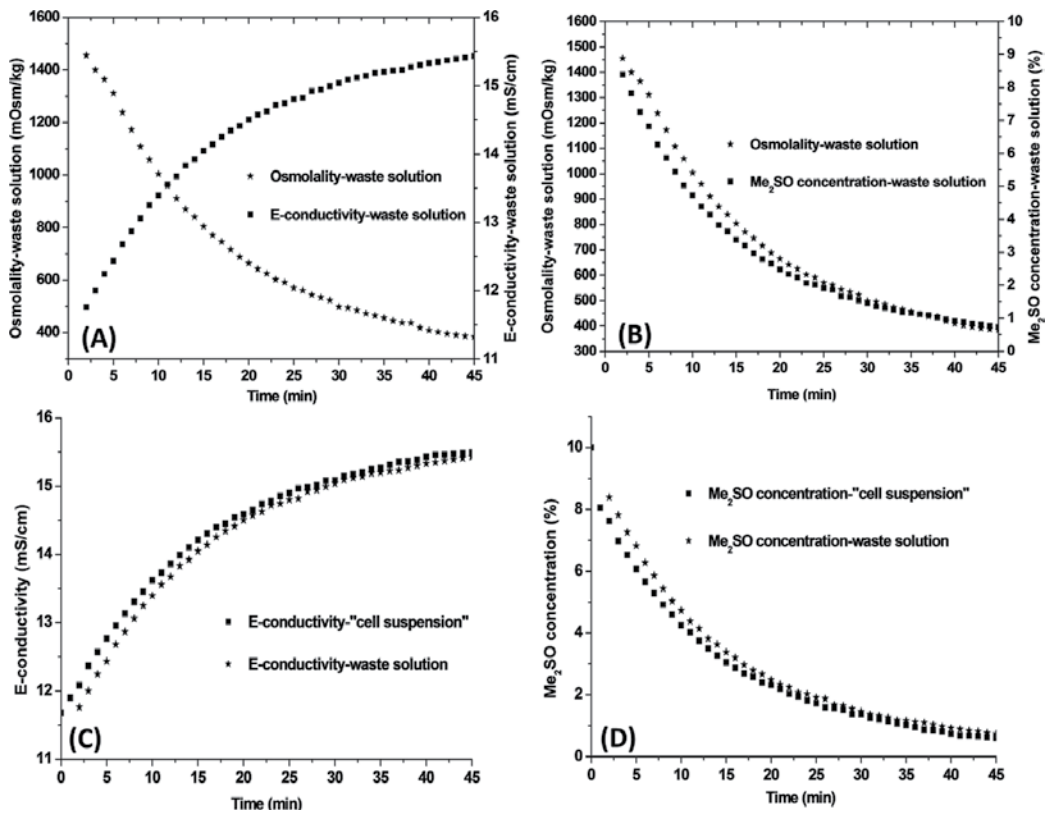 1600
1400
1200
1000
800
600
400
Osmolality-waste solution (mOsm/kg)
16
15
14
13
12
11
E-conductivity-waste solution (mS/cm)
Osmolality-waste solution
E-conductivity-waste solution
(A)
0 5 10 15 20 25 30 35 40 45
Time (min)
1600
1500
1400
1300
1200
1100
1000
900
800
700
600
500
400
300
Osmolality-waste solution (mOsm/kg)
10
9
8
7
6
5
4
3
2
1
0
Me₂SO concentration-waste solution (%)
Osmolality-waste solution
Me₂SO concentration-waste solution
(B)
0 5 10 15 20 25 30 35 40 45
Time (min)
16
15
14
13
12
11
E-conductivity (mS/cm)
E-conductivity-"cell suspension"
E-conductivity-waste solution
(C)
0 5 10 15 20 25 30 35 40 45
Time (min)
10
8
6
4
2
0
Me₂SO concentration (%)
Me₂SO concentration-"cell suspension"
Me₂SO concentration-waste solution
(D)
0 5 10 15 20 25 30 35 40 45
Time (min)